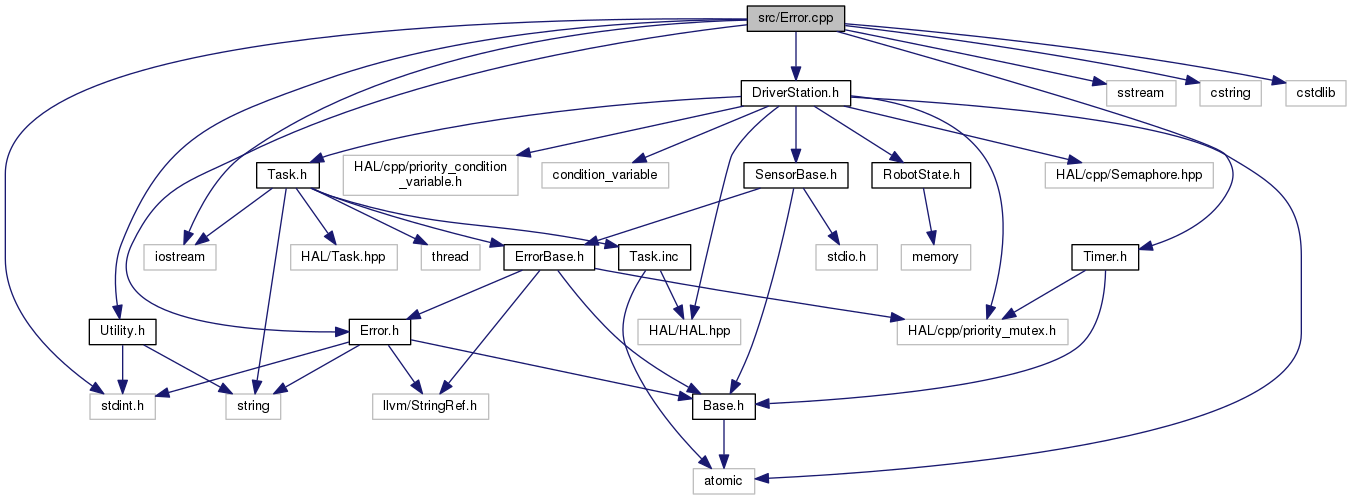 src/Error.cpp
DriverStation.h
sstream
cstring
cstdlib
Task.h
HAL/cpp/priority_condition
_variable.h
condition_variable
SensorBase.h
RobotState.h
HAL/cpp/Semaphore.hpp
iostream
HAL/Task.hpp
thread
ErrorBase.h
Task.inc
stdio.h
memory
Timer.h
Utility.h
Error.h
HAL/HAL.hpp
HAL/cpp/priority_mutex.h
stdint.h
string
llvm/StringRef.h
Base.h
atomic